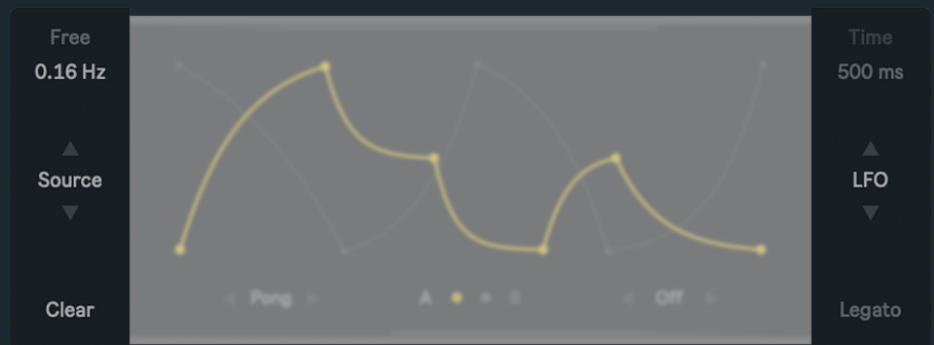 Free
0.16 Hz
Source
Clear
Pong
A
B
Off
Time
500 ms
LFO
Legato